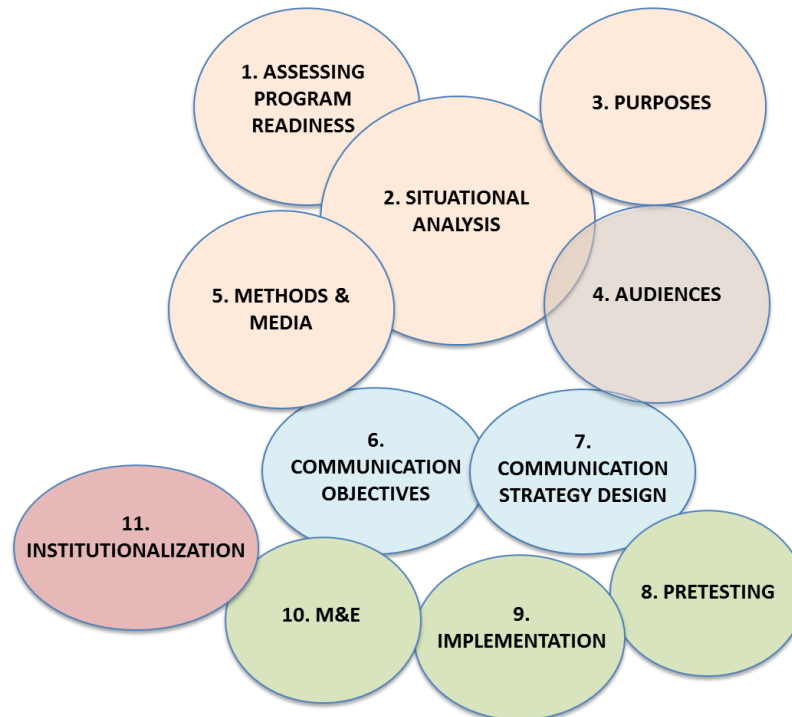 1. ASSESSING
PROGRAM
READINESS
2. SITUATIONAL
ANALYSIS
3. PURPOSES
4. AUDIENCES
5. METHODS &
MEDIA
6.
COMMUNICATION
OBJECTIVES
7.
COMMUNICATION
STRATEGY DESIGN
8. PRETESTING
9.
IMPLEMENTATION
10. M&E
11.
INSTITUTIONALIZATION